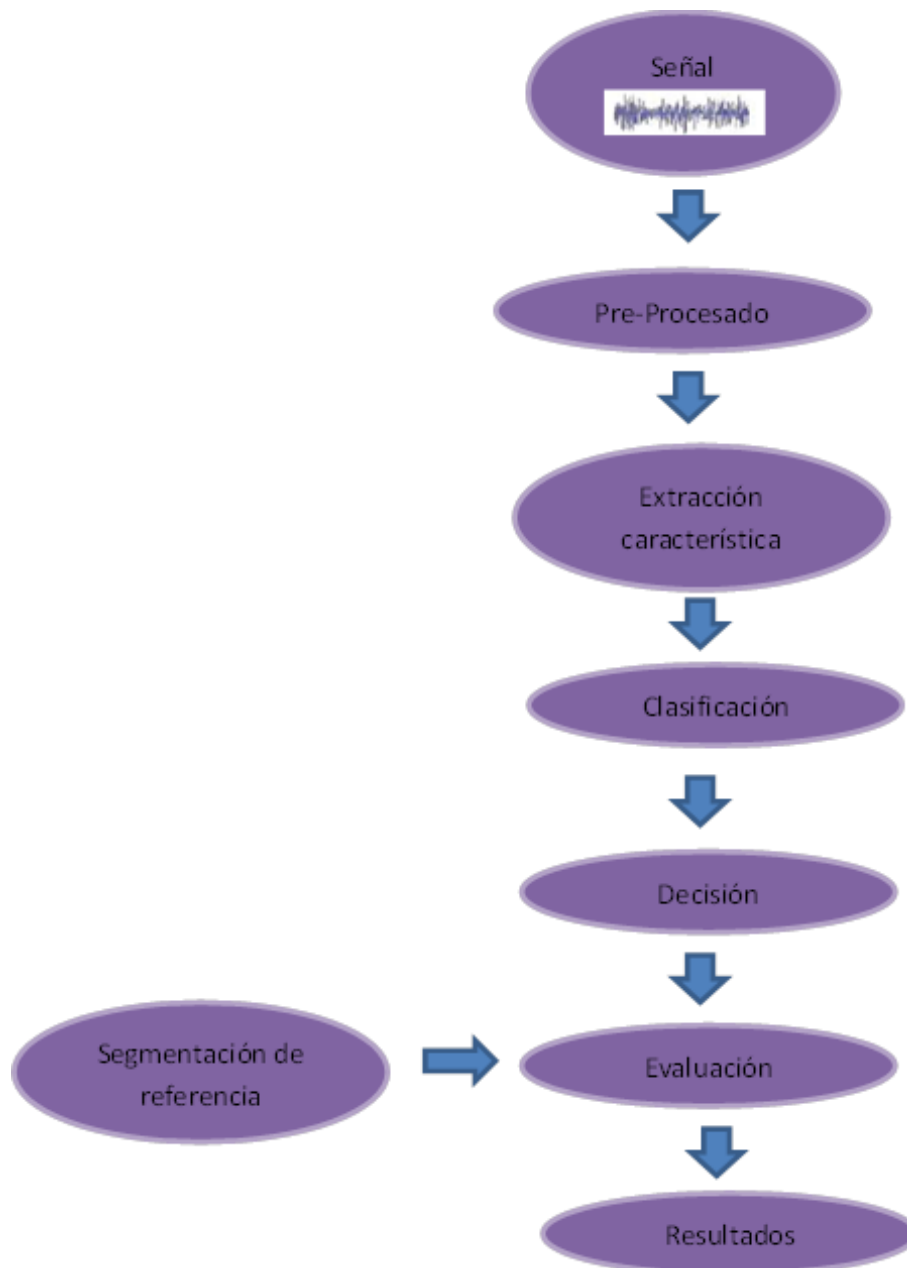 Señal
Pre-Procesado
Extracción
característica
Clasificación
Decisión
Segmentación de
referencia
Evaluación
Resultados